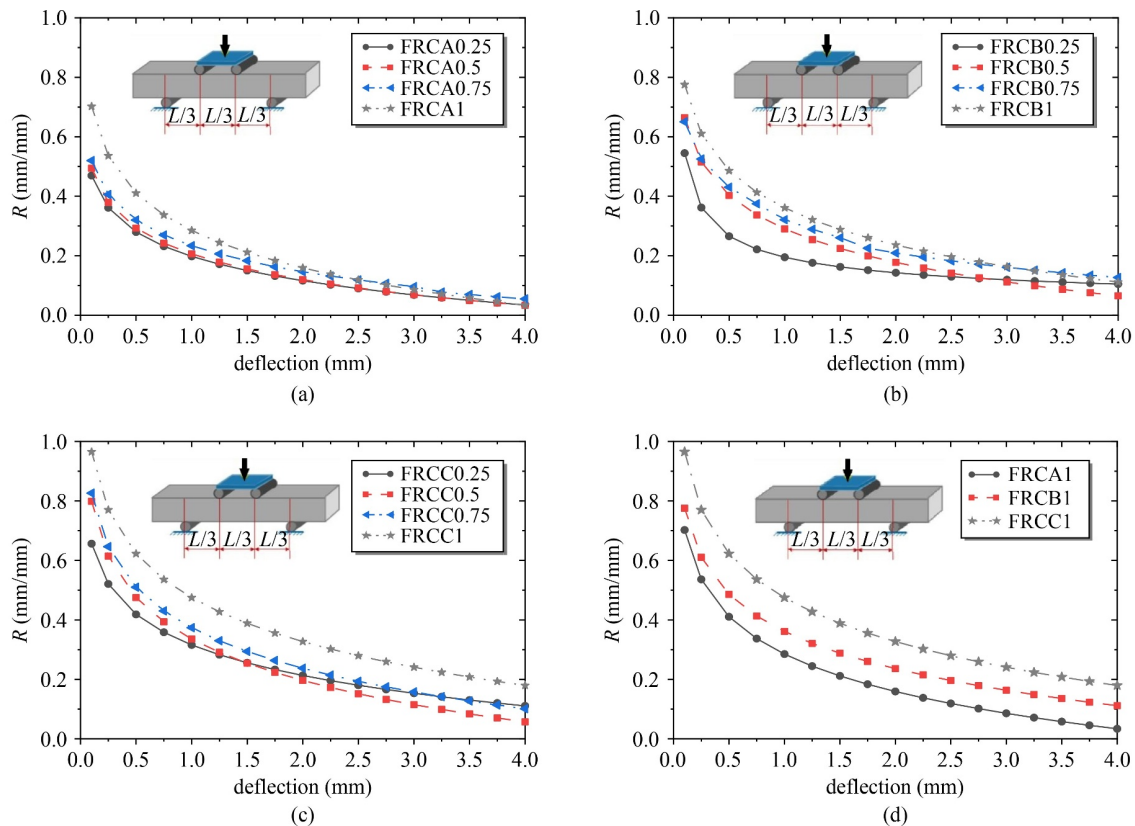 1.0
0.8
0.6
0.4
0.2
0.0
R (mm/mm)
FRCA0.25
FRCA0.5
FRCA0.75
FRCA1
L/3 L/3 L/3
0.0 0.5 1.0 1.5 2.0 2.5 3.0 3.5 4.0
deflection (mm)
(a)
1.0
0.8
0.6
0.4
0.2
0.0
R (mm/mm)
FRCB0.25
FRCB0.5
FRCB0.75
FRCB1
L/3 L/3 L/3
0.0 0.5 1.0 1.5 2.0 2.5 3.0 3.5 4.0
deflection (mm)
(b)
1.0
0.8
0.6
0.4
0.2
0.0
R (mm/mm)
FRCC0.25
FRCC0.5
FRCC0.75
FRCC1
L/3 L/3 L/3
0.0 0.5 1.0 1.5 2.0 2.5 3.0 3.5 4.0
deflection (mm)
(c)
1.0
0.8
0.6
0.4
0.2
0.0
R (mm/mm)
FRCA1
FRCB1
FRCC1
L/3 L/3 L/3
0.0 0.5 1.0 1.5 2.0 2.5 3.0 3.5 4.0
deflection (mm)
(d)